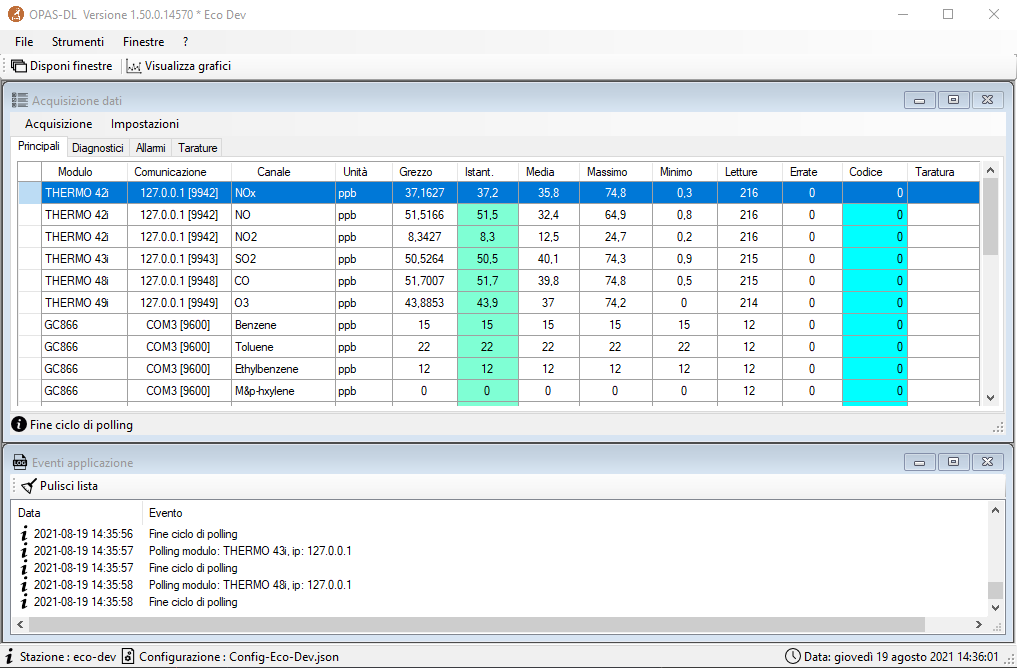 OPAS-DL Versione 1.50.0.14570 * Eco Dev
File Strumenti Finestre ?
Disponi finestre Visualizza grafici
Acquisizione dati
Acquisizione Impostazioni
Principali Diagnostici Allarmi Tarature
Modulo Comunicazione Canale Unità Grezzo Istant. Media Massimo Minimo Letture Errate Codice Taratura
THERMO 42i 127.0.0.1 [9942] NOx ppb 37,1627 37,2 35,8 74,8 0,3 216 0 0
THERMO 42i 127.0.0.1 [9942] NO ppb 51,5166 51,5 32,4 64,9 0,8 216 0 0
THERMO 42i 127.0.0.1 [9942] NO2 ppb 8,3427 8,3 12,5 24,7 0,2 216 0 0
THERMO 43i 127.0.0.1 [9943] SO2 ppb 50,5264 50,5 40,1 74,3 0,9 215 0 0
THERMO 48i 127.0.0.1 [9948] CO ppb 51,7007 51,7 39,8 74,8 0,5 215 0 0
THERMO 49i 127.0.0.1 [9949] O3 ppb 43,8853 43,9 37 74,2 0 214 0 0
GC866 COM3 [9600] Benzene ppb 15 15 15 15 15 12 0 0
GC866 COM3 [9600] Toluene ppb 22 22 22 22 22 12 0 0
GC866 COM3 [9600] Ethylbenzene ppb 12 12 12 12 12 12 0 0
GC866 COM3 [9600] M&p-hxylene ppb 0 0 0 0 0 12 0 0
Fine ciclo di polling
LOG Eventi applicazione
Pulisci lista
Data Evento
2021-08-19 14:35:56 Fine ciclo di polling
2021-08-19 14:35:57 Polling modulo: THERMO 43i, ip: 127.0.0.1
2021-08-19 14:35:57 Fine ciclo di polling
2021-08-19 14:35:58 Polling modulo: THERMO 48i, ip: 127.0.0.1
2021-08-19 14:35:58 Fine ciclo di polling
Stazione : eco-dev Configurazione : Config-Eco-Dev.json Data: giovedì 19 agosto 2021 14:36:01